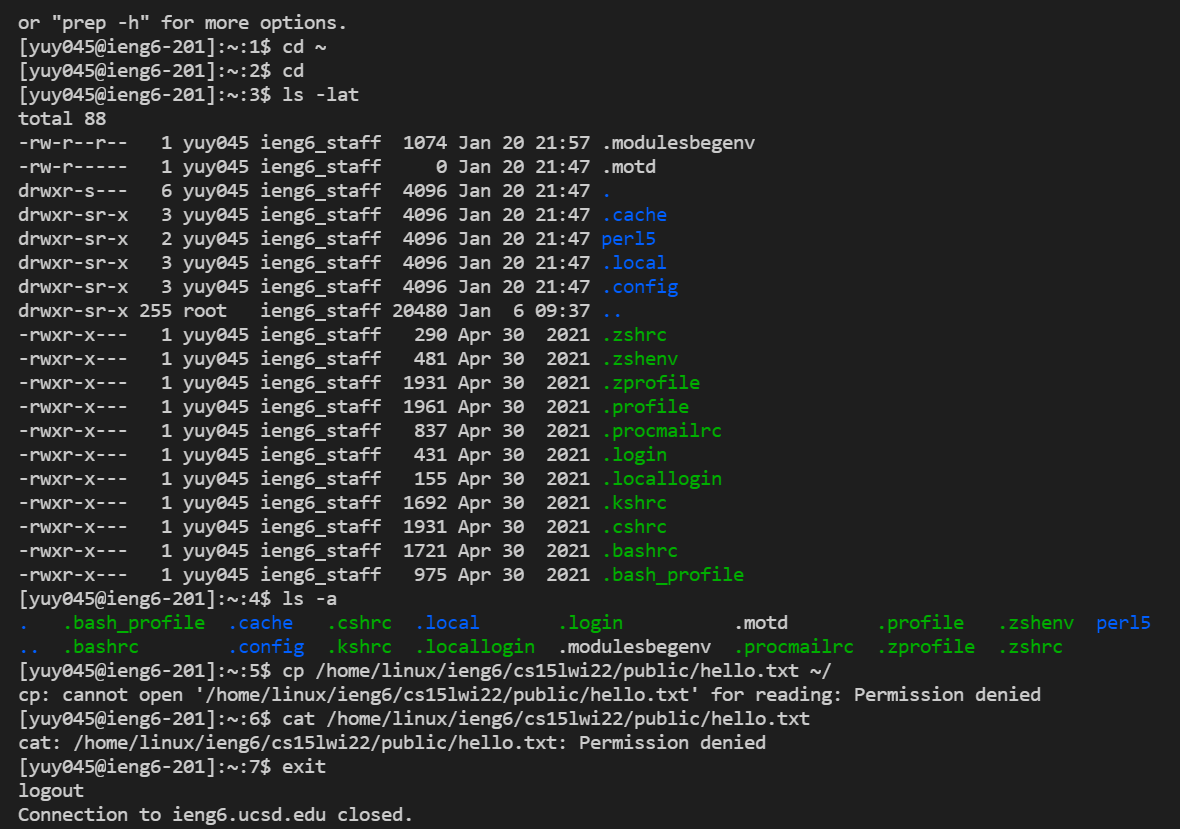 or "prep -h" for more options.
[yuy045@ieng6-201]:~:1$ cd ~
[yuy045@ieng6-201]:~:2$ cd
[yuy045@ieng6-201]:~:3$ ls -lat
total 88
-rw-r--r--   1 yuy045 ieng6_staff  1074 Jan 20 21:57 .modulesbegenv
-rw-r-----   1 yuy045 ieng6_staff     0 Jan 20 21:47 .motd
drwxr-s---   6 yuy045 ieng6_staff  4096 Jan 20 21:47 .
drwxr-sr-x   3 yuy045 ieng6_staff  4096 Jan 20 21:47 .cache
drwxr-sr-x   2 yuy045 ieng6_staff  4096 Jan 20 21:47 perl5
drwxr-sr-x   3 yuy045 ieng6_staff  4096 Jan 20 21:47 .local
drwxr-sr-x   3 yuy045 ieng6_staff  4096 Jan 20 21:47 .config
drwxr-sr-x 255 root   ieng6_staff 20480 Jan  6 09:37 ..
-rwxr-x---   1 yuy045 ieng6_staff   290 Apr 30  2021 .zshrc
-rwxr-x---   1 yuy045 ieng6_staff   481 Apr 30  2021 .zshenv
-rwxr-x---   1 yuy045 ieng6_staff  1931 Apr 30  2021 .zprofile
-rwxr-x---   1 yuy045 ieng6_staff  1961 Apr 30  2021 .profile
-rwxr-x---   1 yuy045 ieng6_staff   837 Apr 30  2021 .procmailrc
-rwxr-x---   1 yuy045 ieng6_staff   431 Apr 30  2021 .login
-rwxr-x---   1 yuy045 ieng6_staff   155 Apr 30  2021 .locallogin
-rwxr-x---   1 yuy045 ieng6_staff  1692 Apr 30  2021 .kshrc
-rwxr-x---   1 yuy045 ieng6_staff  1931 Apr 30  2021 .cshrc
-rwxr-x---   1 yuy045 ieng6_staff  1721 Apr 30  2021 .bashrc
-rwxr-x---   1 yuy045 ieng6_staff   975 Apr 30  2021 .bash_profile
[yuy045@ieng6-201]:~:4$ ls -a
.   .bash_profile  .cache   .cshrc  .local       .login          .motd        .profile   .zshenv  perl5
..  .bashrc        .config  .kshrc  .locallogin  .modulesbegenv  .procmailrc  .zprofile  .zshrc
[yuy045@ieng6-201]:~:5$ cp /home/linux/ieng6/cs15lwi22/public/hello.txt ~/
cp: cannot open '/home/linux/ieng6/cs15lwi22/public/hello.txt' for reading: Permission denied
[yuy045@ieng6-201]:~:6$ cat /home/linux/ieng6/cs15lwi22/public/hello.txt
cat: /home/linux/ieng6/cs15lwi22/public/hello.txt: Permission denied
[yuy045@ieng6-201]:~:7$ exit
logout
Connection to ieng6.ucsd.edu closed.